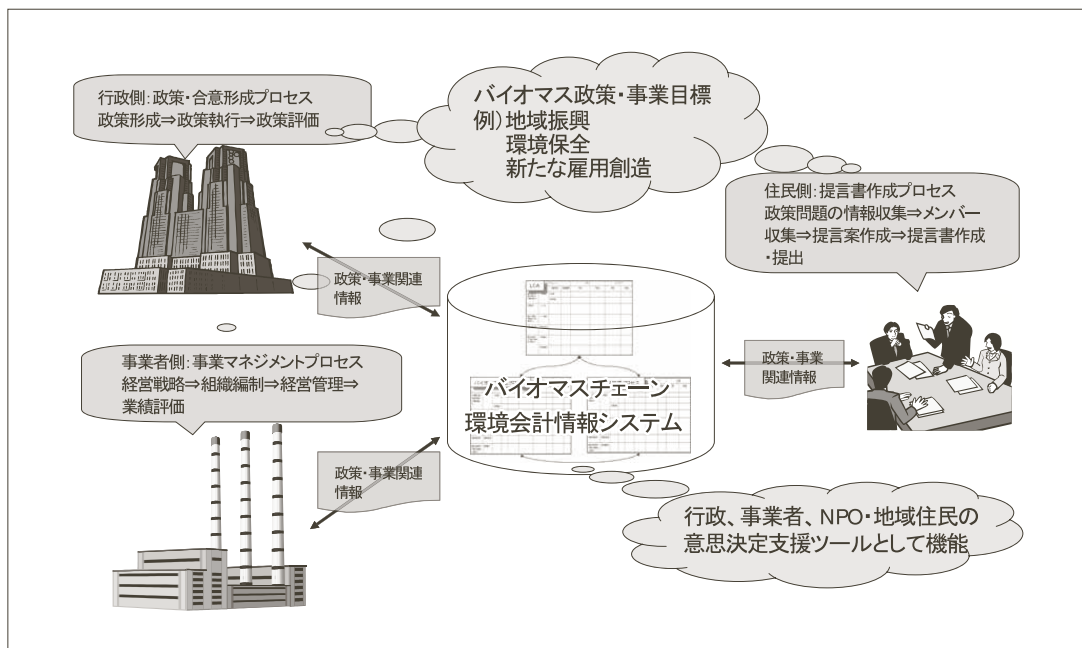 行政側：政策・合意形成プロセス
政策形成⇒政策執行⇒政策評価
バイオマス政策・事業目標
例）地域振興
環境保全
新たな雇用創造
住民側：提言書作成プロセス
政策問題の情報収集⇒メンバー
収集⇒提言案作成⇒提言書作成
・提出
政策・事業関連
情報
LCA
事業者側：事業マネジメントプロセス
経営戦略⇒組織編制⇒経営管理⇒
業績評価
政策・事業
関連情報
バイオマスチェーン
環境会計情報システム
政策・事業関連
情報
行政、事業者、NPO・地域住民の
意思決定支援ツールとして機能